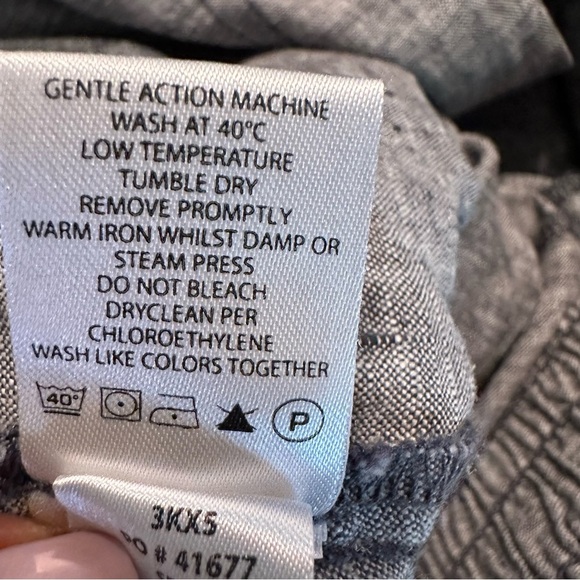 GENTLE ACTION MACHINE
WASH AT 40°C
LOW TEMPERATURE
TUMBLE DRY
REMOVE PROMPTLY
WARM IRON WHILST DAMP OR
STEAM PRESS
DO NOT BLEACH
DRYCLEAN PER
CHLOROETHYLENE
WASH LIKE COLORS TOGETHER
40° P
3KX5
PO # 41677